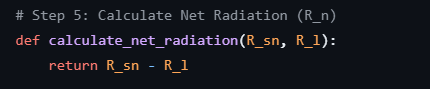 # Step 5: Calculate Net Radiation (R_n)
def calculate_net_radiation(R_sn, R_l):
    return R_sn - R_l